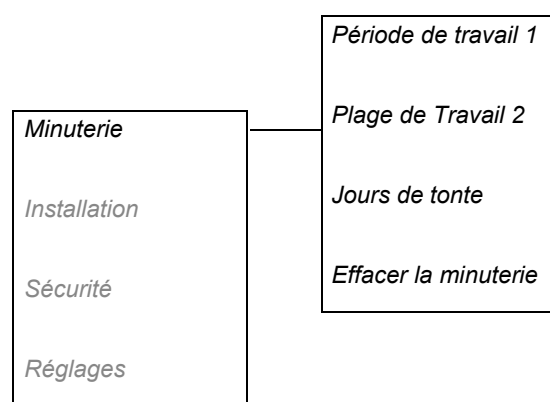 Minuterie
Installation
Sécurité
Réglages
Période de travail 1
Plage de Travail 2
Jours de tonte
Effacer la minuterie